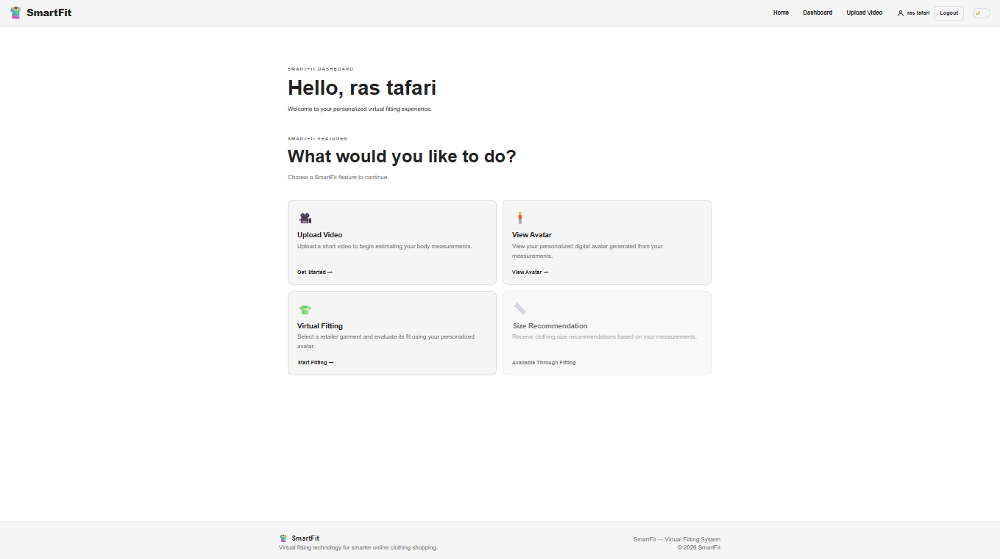 SmartFit
Home Dashboard Upload Video ras tafari Logout
SMARTFIT DASHBOARD
Hello, ras tafari
Welcome to your personalized virtual fitting experience.
SMARTFIT FEATURES
What would you like to do?
Choose a SmartFit feature to continue.
Upload Video
Upload a short video to begin estimating your body measurements.
Get Started →
View Avatar
View your personalized digital avatar generated from your
measurements.
View Avatar →
Virtual Fitting
Select a retailer garment and evaluate its fit using your personalized
avatar.
Start Fitting →
Size Recommendation
Receive clothing size recommendations based on your measurements.
Available Through Fitting
SmartFit
Virtual fitting technology for smarter online clothing shopping.
SmartFit — Virtual Fitting System
© 2026 SmartFit